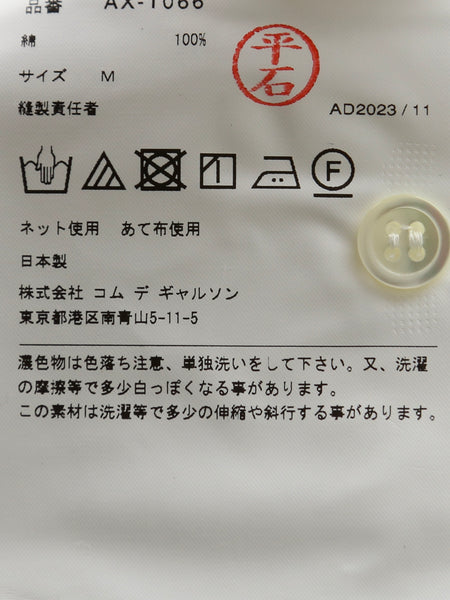 品番 AX-T066
綿 100%
サイズ M
縫製責任者
平石
AD2023/11
F
ネット使用 あて布使用
日本製
株式会社 コム デ ギャルソン
東京都港区南青山5-11-5
濃色物は色落ち注意、単独洗いをして下さい。又、洗濯
の摩擦等で多少白っぽくなる事があります。
この素材は洗濯等で多少の伸縮や斜行する事があります。